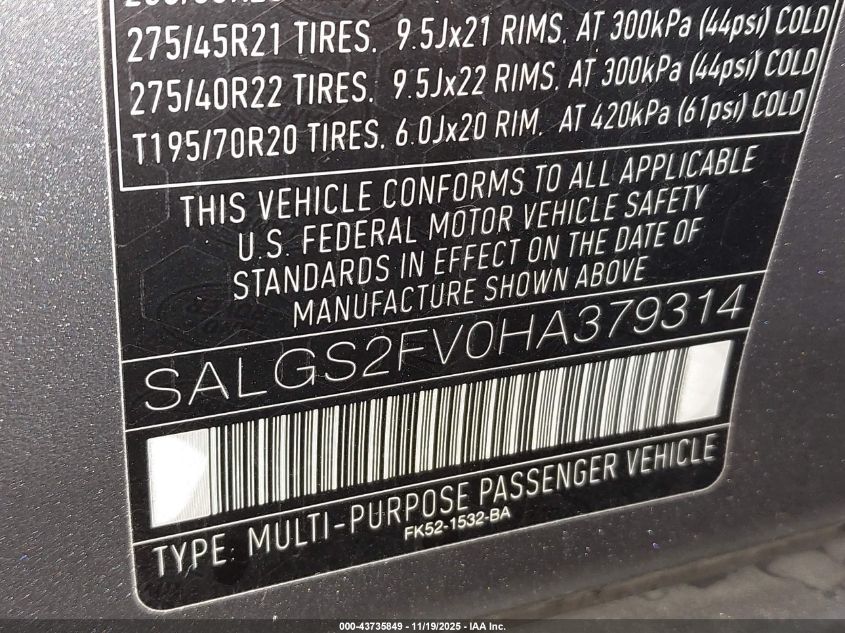 275/45R21 TIRES. 9.5Jx21 RIMS. AT 300kPa (44psi) COLD
275/40R22 TIRES. 9.5Jx22 RIMS. AT 300kPa (44psi) COLD
T195/70R20 TIRES. 6.0Jx20 RIM. AT 420kPa (61psi) COLD
THIS VEHICLE CONFORMS TO ALL APPLICABLE
U.S. FEDERAL MOTOR VEHICLE SAFETY
STANDARDS IN EFFECT ON THE DATE OF
MANUFACTURE SHOWN ABOVE
SALGS2FV0HA379314
TYPE: MULTI-PURPOSE PASSENGER VEHICLE
FK52-1532-BA
000-43735849 - 11/19/2025 - IAA Inc.